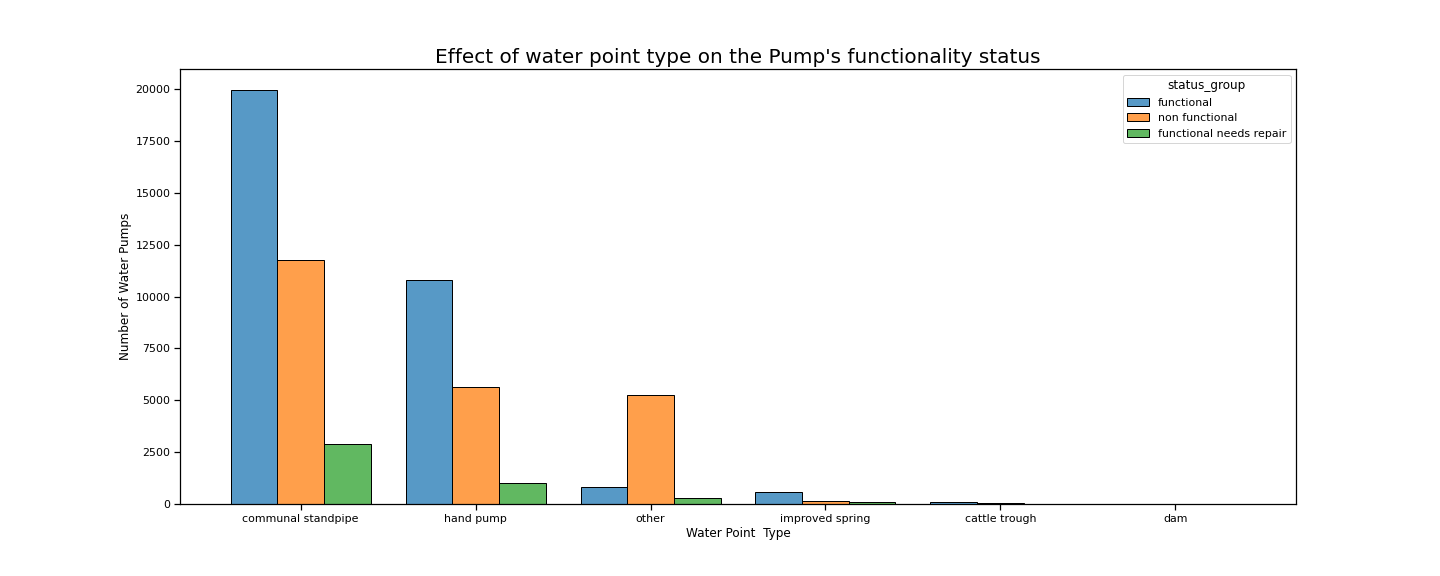 Effect of water point type on the Pump's functionality status
status_group
functional
non functional
functional needs repair
20000
17500
15000
12500
10000
7500
5000
2500
0
Number of Water Pumps
communal standpipe
hand pump
other
improved spring
cattle trough
dam
Water Point  Type